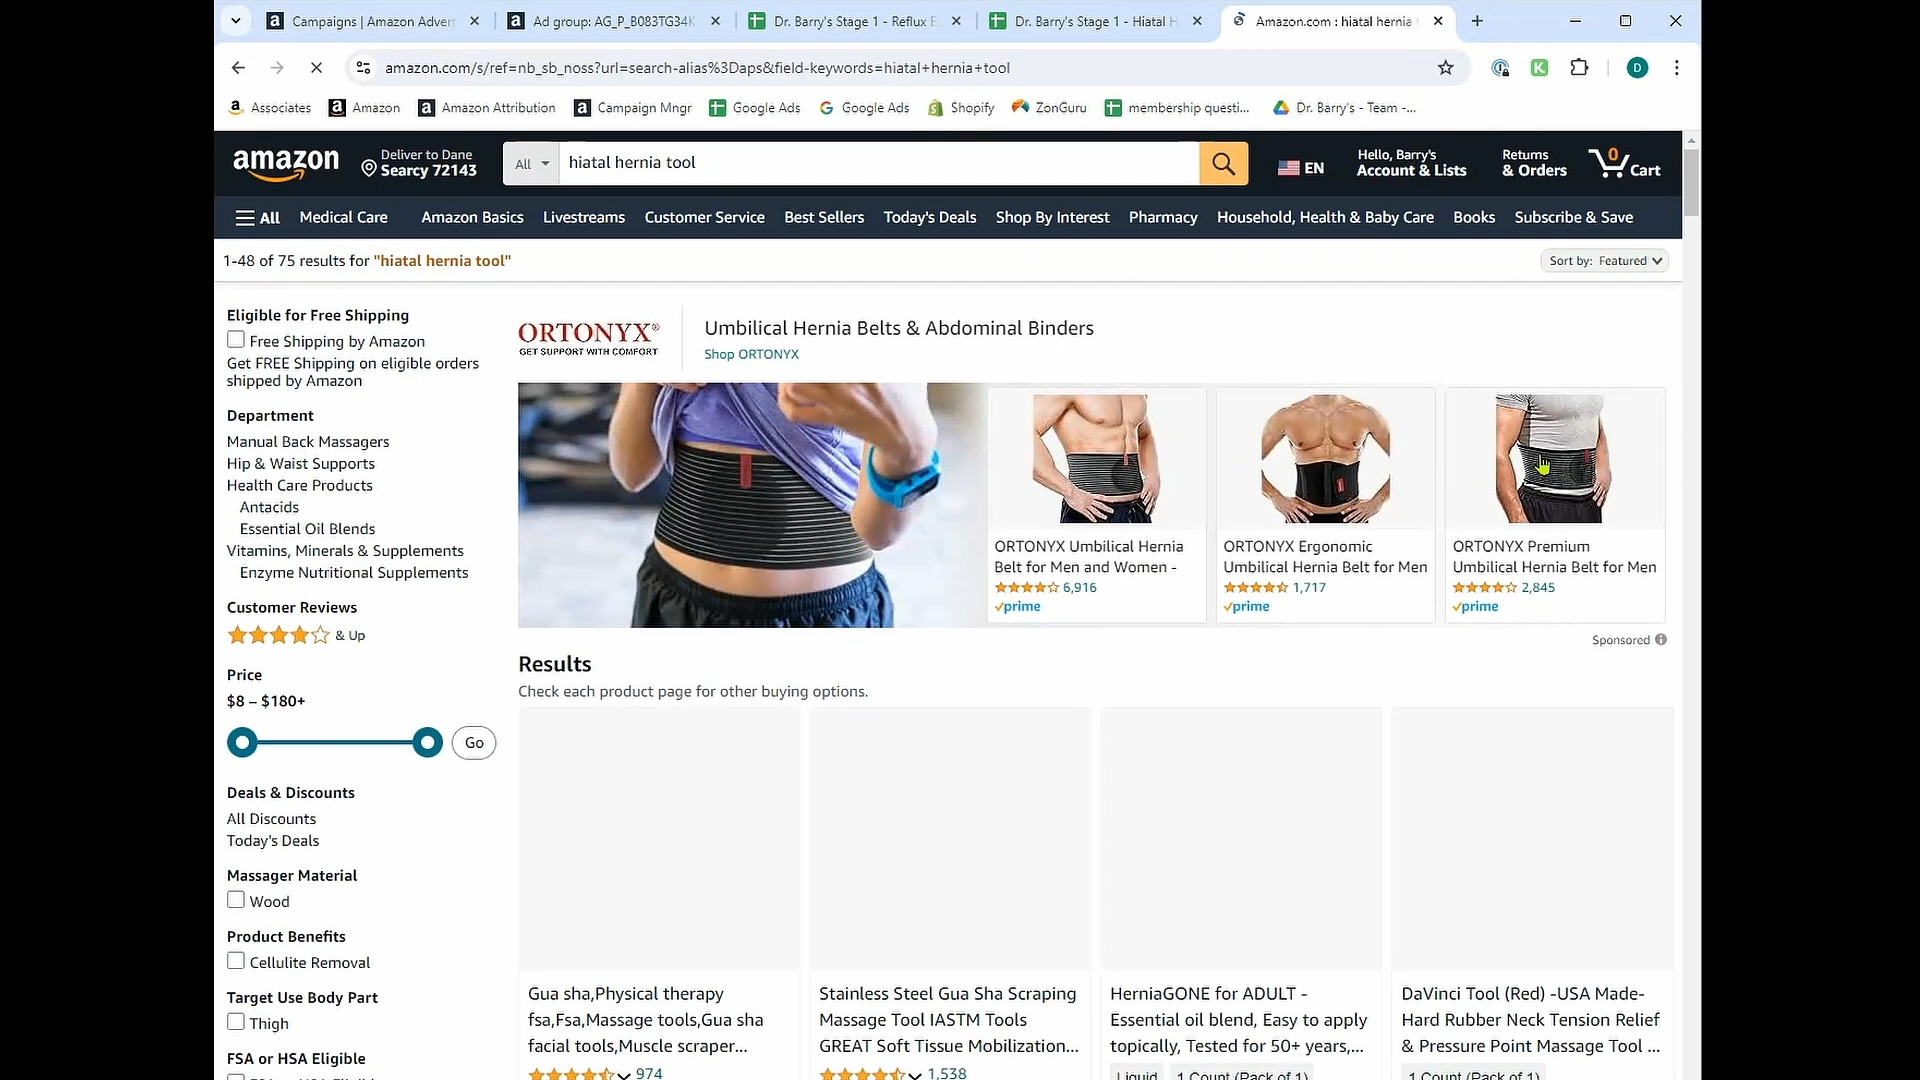 Campaigns | Amazon Adver
Ad group: AG_P_B083TG34K
Dr. Barry's Stage 1 - Reflux E
Dr. Barry's Stage 1 - Hiatal H
Amazon.com : hiatal hernia t
amazon.com/s/ref=nb_sb_noss?url=search-alias%3Daps&field-keywords=hiatal+hernia+tool
K
D
Associates
Amazon
Amazon Attribution
Campaign Mngr
Google Ads
Google Ads
Shopify
ZonGuru
membership questi...
Dr. Barry's - Team -...
amazon
Deliver to Dane
Searcy 72143
All
hiatal hernia tool
EN
Hello, Barry's
Account & Lists
Returns
& Orders
0
Cart
All
Medical Care
Amazon Basics
Livestreams
Customer Service
Best Sellers
Today's Deals
Shop By Interest
Pharmacy
Household, Health & Baby Care
Books
Subscribe & Save
1-48 of 75 results for "hiatal hernia tool"
Sort by: Featured
Eligible for Free Shipping
Free Shipping by Amazon
Get FREE Shipping on eligible orders
shipped by Amazon
Department
Manual Back Massagers
Hip & Waist Supports
Health Care Products
Antacids
Essential Oil Blends
Vitamins, Minerals & Supplements
Enzyme Nutritional Supplements
Customer Reviews
& Up
Price
$8 – $180+
Go
Deals & Discounts
All Discounts
Today's Deals
Massager Material
Wood
Product Benefits
Cellulite Removal
Target Use Body Part
Thigh
FSA or HSA Eligible
ORTONYX®
GET SUPPORT WITH COMFORT
Umbilical Hernia Belts & Abdominal Binders
Shop ORTONYX
ORTONYX Umbilical Hernia
Belt for Men and Women -
6,916
prime
ORTONYX Ergonomic
Umbilical Hernia Belt for Men
1,717
prime
ORTONYX Premium
Umbilical Hernia Belt for Men
2,845
prime
Sponsored
Results
Check each product page for other buying options.
Gua sha,Physical therapy
fsa,Fsa,Massage tools,Gua sha
facial tools,Muscle scraper...
974
Stainless Steel Gua Sha Scraping
Massage Tool IASTM Tools
GREAT Soft Tissue Mobilization...
1,538
HerniaGONE for ADULT -
Essential oil blend, Easy to apply
topically, Tested for 50+ years,...
Liquid
1 Count (Pack of 1)
DaVinci Tool (Red) -USA Made-
Hard Rubber Neck Tension Relief
& Pressure Point Massage Tool ...
1 Count (Pack of 1)